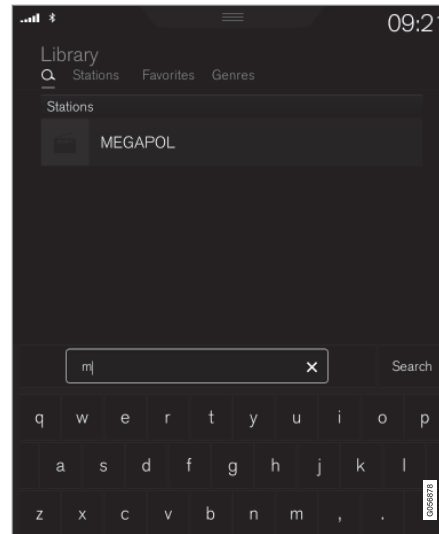 09:2
Library
Stations Favorites Genres
Stations
MEGAPOL
m
Search
q w e r t y u i o p
a s d f g h j k l
z x c v b n m , .
G056878